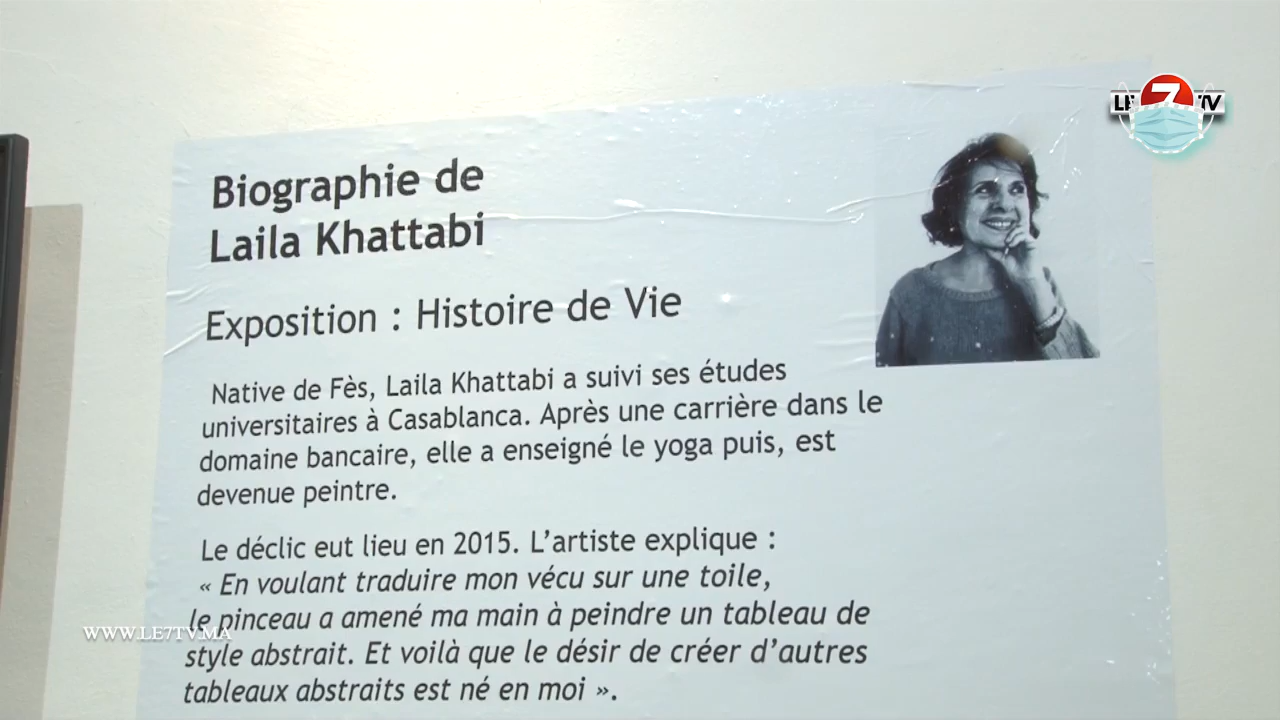 LE 7 TV
Biographie de
Laila Khattabi
Exposition : Histoire de Vie
Native de Fès, Laila Khattabi a suivi ses études
universitaires à Casablanca. Après une carrière dans le
domaine bancaire, elle a enseigné le yoga puis, est
devenue peintre.
Le déclic eut lieu en 2015. L’artiste explique :
« En voulant traduire mon vécu sur une toile,
le pinceau a amené ma main à peindre un tableau de
style abstrait. Et voilà que le désir de créer d’autres
tableaux abstraits est né en moi ».
WWW.LE7TV.MA